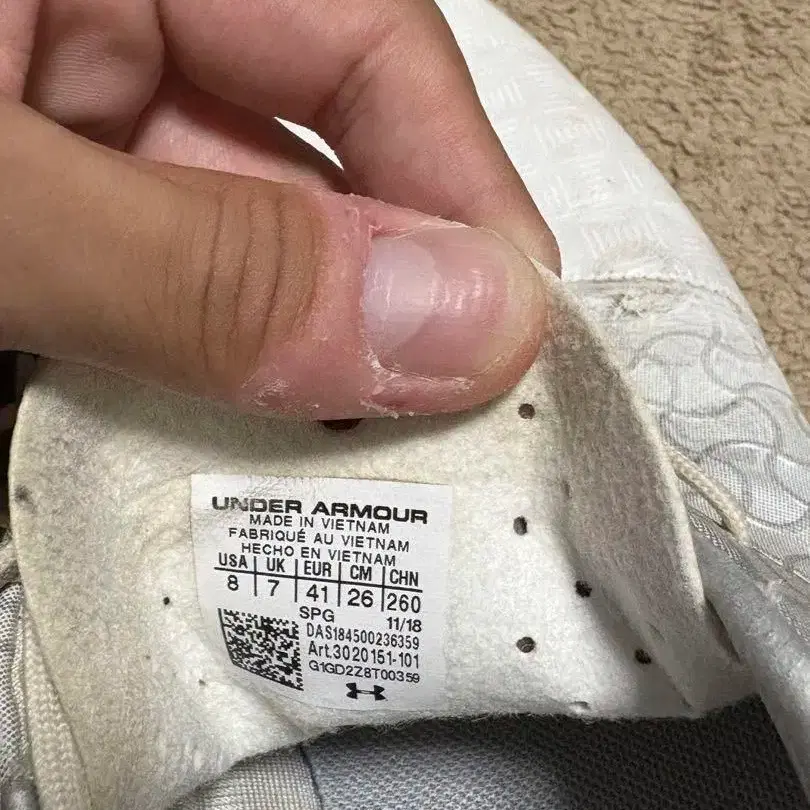 UNDER ARMOUR
MADE IN VIETNAM
FABRIQUÉ AU VIETNAM
HECHO EN VIETNAM
USA UK EUR CM CHN
8 7 41 26 260
SPG 11/18
DAS184500236359
Art.3020151-101
G1GD2Z8T00359